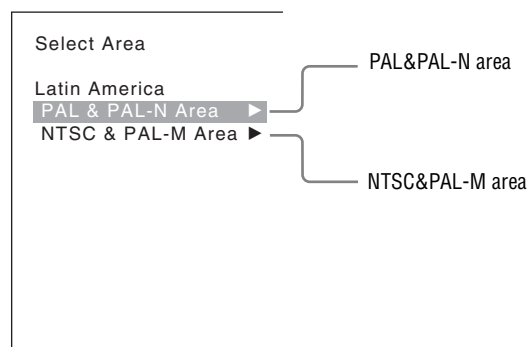 Select Area
Latin America
PAL & PAL-N Area ►
NTSC & PAL-M Area ►
PAL&PAL-N area
NTSC&PAL-M area